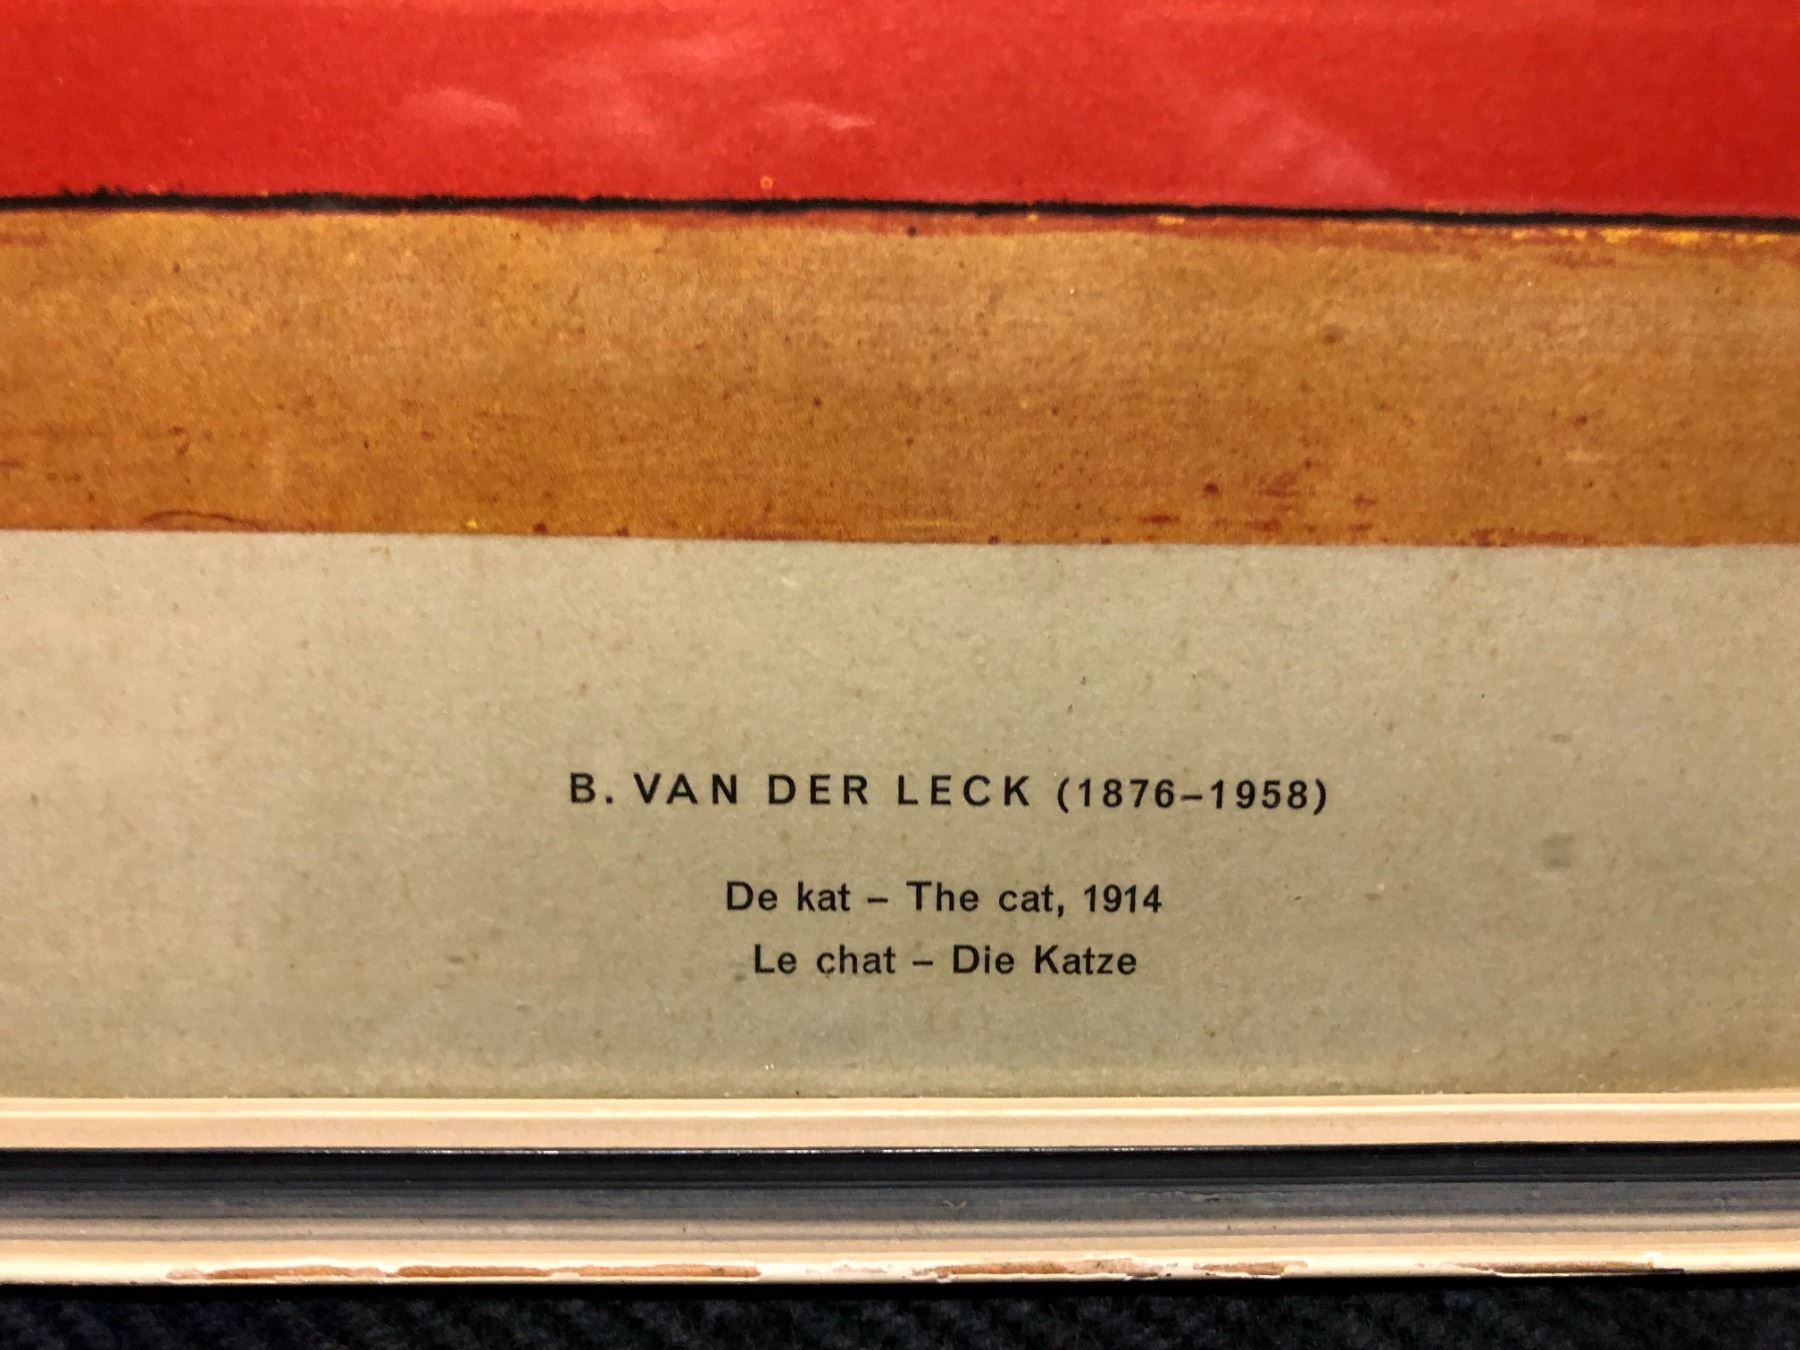 B. VAN DER LECK (1876–1958)
De kat – The cat, 1914
Le chat – Die Katze